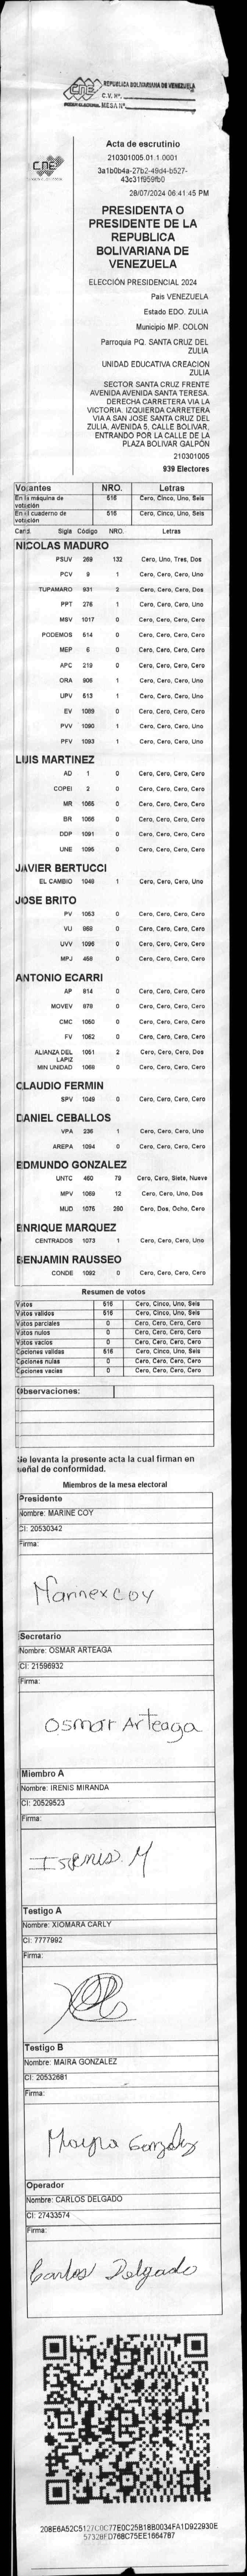 CNE
REPÚBLICA BOLIVARIANA DE VENEZUELA
C.V. Nº.
PODER ELECTORAL MESA Nº
CNE
Acta de escrutinio
210301005.01.1.0001
3a1b0b4a-27b2-49d4-b527-
43c31f959fb0
28/07/2024 06:41:45 PM
PRESIDENTA O
PRESIDENTE DE LA
REPUBLICA
BOLIVARIANA DE
VENEZUELA
ELECCIÓN PRESIDENCIAL 2024
Pais VENEZUELA
Estado EDO. ZULIA
Municipio MP. COLON
Parroquia PQ. SANTA CRUZ DEL
ZULIA
UNIDAD EDUCATIVA CREACIÓN
ZULIA
SECTOR SANTA CRUZ FRENTE
AVENIDA AVENIDA SANTA TERESA.
DERECHA CARRETERA VIA LA
VICTORIA. IZQUIERDA CARRETERA
VIA A SAN JOSE SANTA CRUZ DEL
ZULIA, AVENIDA 5, CALLE BOLIVAR,
ENTRANDO POR LA CALLE DE LA
PLAZA BOLIVAR GALPÓN
210301005
939 Electores
Votantes NRO. Letras
En la máquina de votación 516 Cero, Cinco, Uno, Seis
En el cuaderno de votación 516 Cero, Cinco, Uno, Seis
Cand. Sigla Código NRO. Letras
NICOLAS MADURO
PSUV 269 132 Cero, Uno, Tres, Dos
PCV 9 1 Cero, Cero, Cero, Uno
TUPAMARO 931 2 Cero, Cero, Cero, Dos
PPT 276 1 Cero, Cero, Cero, Uno
MSV 1017 0 Cero, Cero, Cero, Cero
PODEMOS 514 0 Cero, Cero, Cero, Cero
MEP 6 0 Cero, Cero, Cero, Cero
APC 219 0 Cero, Cero, Cero, Cero
ORA 906 1 Cero, Cero, Cero, Uno
UPV 513 1 Cero, Cero, Cero, Uno
EV 1089 0 Cero, Cero, Cero, Cero
PVV 1090 1 Cero, Cero, Cero, Uno
PFV 1093 1 Cero, Cero, Cero, Uno
LUIS MARTINEZ
AD 1 0 Cero, Cero, Cero, Cero
COPEI 2 0 Cero, Cero, Cero, Cero
MR 1065 0 Cero, Cero, Cero, Cero
BR 1066 0 Cero, Cero, Cero, Cero
DDP 1091 0 Cero, Cero, Cero, Cero
UNE 1095 0 Cero, Cero, Cero, Cero
JAVIER BERTUCCI
EL CAMBIO 1048 1 Cero, Cero, Cero, Uno
JOSE BRITO
PV 1053 0 Cero, Cero, Cero, Cero
VU 868 0 Cero, Cero, Cero, Cero
UVV 1096 0 Cero, Cero, Cero, Cero
MPJ 458 0 Cero, Cero, Cero, Cero
ANTONIO ECARRI
AP 814 0 Cero, Cero, Cero, Cero
MOVEV 879 0 Cero, Cero, Cero, Cero
CMC 1050 0 Cero, Cero, Cero, Cero
FV 1062 0 Cero, Cero, Cero, Cero
ALIANZA DEL LAPIZ 1051 2 Cero, Cero, Cero, Dos
MIN UNIDAD 1068 0 Cero, Cero, Cero, Cero
CLAUDIO FERMIN
SPV 1049 0 Cero, Cero, Cero, Cero
DANIEL CEBALLOS
VPA 236 1 Cero, Cero, Cero, Uno
AREPA 1094 0 Cero, Cero, Cero, Cero
EDMUNDO GONZALEZ
UNTC 460 79 Cero, Cero, Siete, Nueve
MPV 1069 12 Cero, Cero, Uno, Dos
MUD 1075 280 Cero, Dos, Ocho, Cero
ENRIQUE MARQUEZ
CENTRADOS 1073 1 Cero, Cero, Cero, Uno
BENJAMIN RAUSSEO
CONDE 1092 0 Cero, Cero, Cero, Cero
Resumen de votos
Votos 516 Cero, Cinco, Uno, Seis
Votos validos 516 Cero, Cinco, Uno, Seis
Votos parciales 0 Cero, Cero, Cero, Cero
Votos nulos 0 Cero, Cero, Cero, Cero
Votos vacios 0 Cero, Cero, Cero, Cero
Opciones validas 516 Cero, Cinco, Uno, Seis
Opciones nulas 0 Cero, Cero, Cero, Cero
Opciones vacias 0 Cero, Cero, Cero, Cero
Observaciones:
Se levanta la presente acta la cual firman en
señal de conformidad.
Miembros de la mesa electoral
Presidente
Nombre: MARINE COY
CI: 20530342
Firma:
Marinex coy
Secretario
Nombre: OSMAR ARTEAGA
CI: 21596932
Firma:
Osmar Arteaga
Miembro A
Nombre: IRENIS MIRANDA
CI: 20529523
Firma:
Irenis M
Testigo A
Nombre: XIOMARA CARLY
CI: 7777992
Firma:
Testigo B
Nombre: MAIRA GONZALEZ
CI: 20532681
Firma:
Mayra González
Operador
Nombre: CARLOS DELGADO
CI: 27433574
Firma:
Carlos Delgado
208E6A52C5127C0C77E0C25B18B0034FA1D922930E
57328FD768C75EE1664787